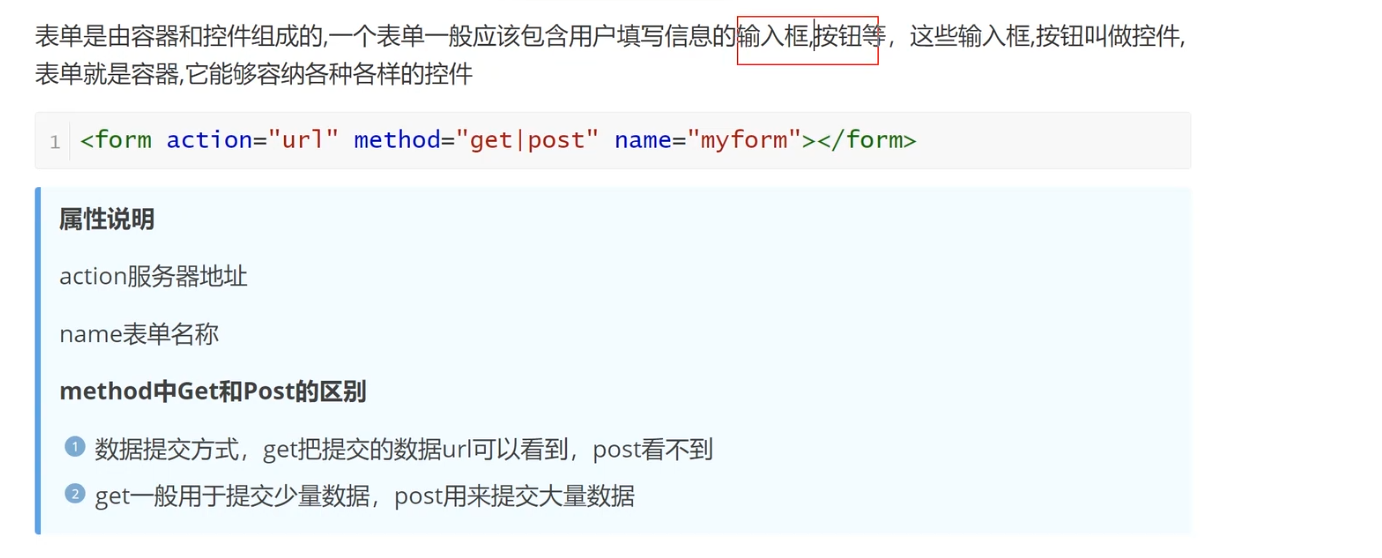 表单是由容器和控件组成的,一个表单一般应该包含用户填写信息的输入框,按钮等，这些输入框,按钮叫做控件,
表单就是容器,它能够容纳各种各样的控件
1 <form action="url" method="get|post" name="myform"></form>
属性说明
action服务器地址
name表单名称
method中Get和Post的区别
1 数据提交方式，get把提交的数据url可以看到，post看不到
2 get一般用于提交少量数据，post用来提交大量数据